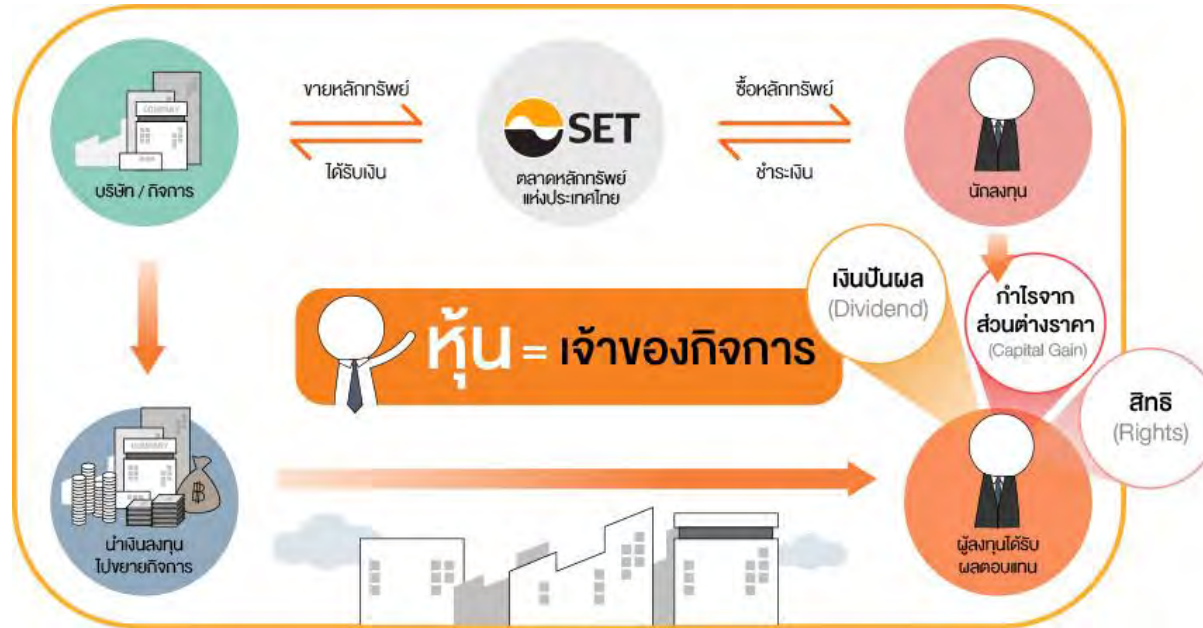 COMPANY
บริษัท / กิจการ
ขายหลักทรัพย์
ได้รับเงิน
SET
ตลาดหลักทรัพย์
แห่งประเทศไทย
ซื้อหลักทรัพย์
ชำระเงิน
นักลงทุน
หุ้น = เจ้าของกิจการ
เงินปันผล
(Dividend)
กำไรจาก
ส่วนต่างราคา
(Capital Gain)
สิทธิ
(Rights)
COMPANY
฿
นำเงินลงทุน
ไปขยายกิจการ
ผู้ลงทุนได้รับ
ผลตอบแทน